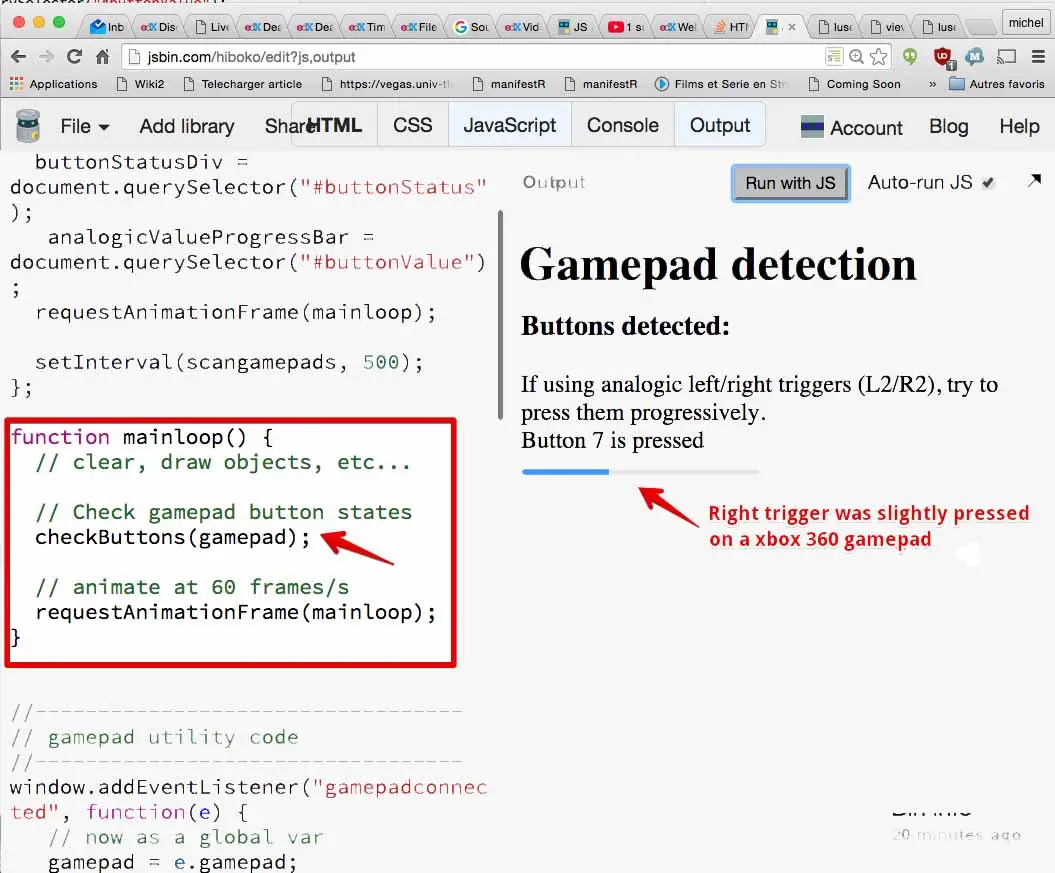 Inb
Dis
Live
Dea
Dea
Tim
File
Sou
Vid
JS
1 s
We
HT
lus
view
lus
michel
jsbin.com/hiboko/edit?js,output
Applications
Wiki2
Telecharger article
https://vegas.univ-tl
manifestR
manifestR
Films et Serie en Str
Coming Soon
»
Autres favoris
File
Add library
Share
HTML
CSS
JavaScript
Console
Output
Account
Blog
Help
buttonStatusDiv =
document.querySelector("#buttonStatus"
);
analogicValueProgressBar =
document.querySelector("#buttonValue")
;
requestAnimationFrame(mainloop);
setInterval(scangamepads, 500);
};
function mainloop() {
// clear, draw objects, etc...
// Check gamepad button states
checkButtons(gamepad);
// animate at 60 frames/s
requestAnimationFrame(mainloop);
}
//----------------------------------
// gamepad utility code
//----------------------------------
window.addEventListener("gamepadconnec
ted", function(e) {
// now as a global var
gamepad = e.gamepad;
Output
Run with JS
Auto-run JS
Gamepad detection
Buttons detected:
If using analogic left/right triggers (L2/R2), try to
press them progressively.
Button 7 is pressed
Right trigger was slightly pressed
on a xbox 360 gamepad
Bin info
20 minutes ago